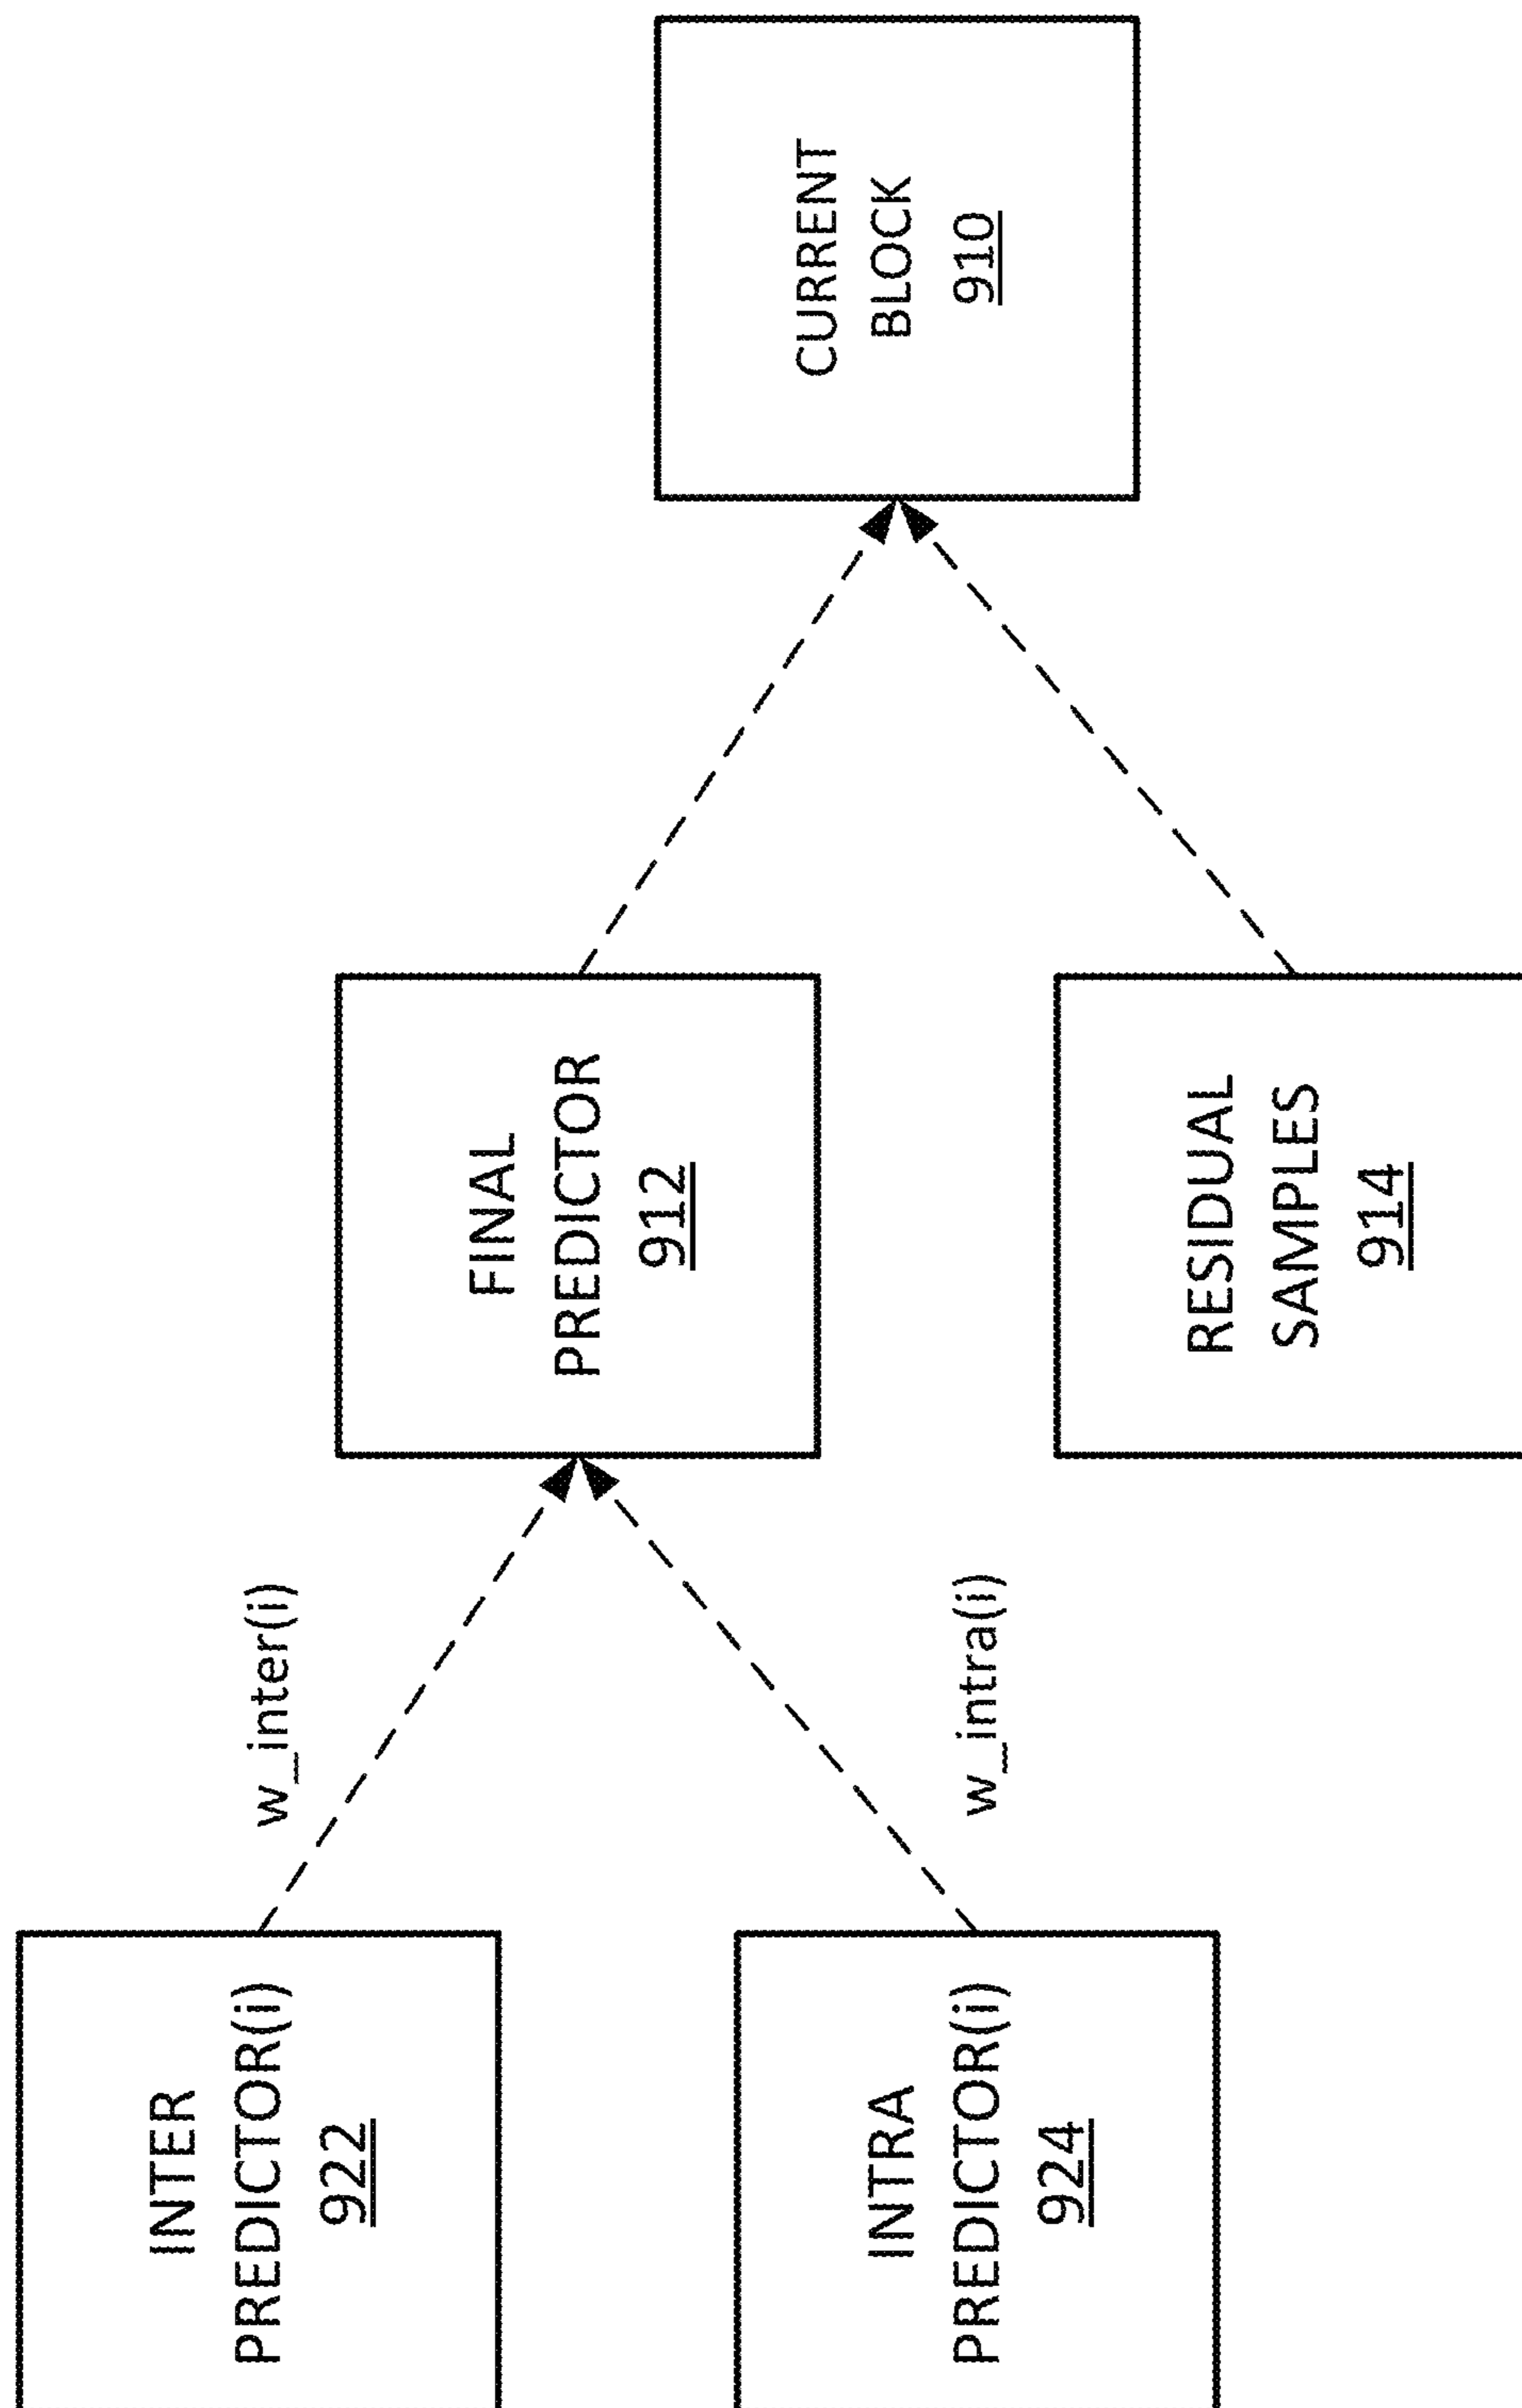 INTER
PREDICTOR(i)
922
w_inter(i)
INTRA
PREDICTOR(i)
924
w_intra(i)
FINAL
PREDICTOR
912
RESIDUAL
SAMPLES
914
CURRENT
BLOCK
910